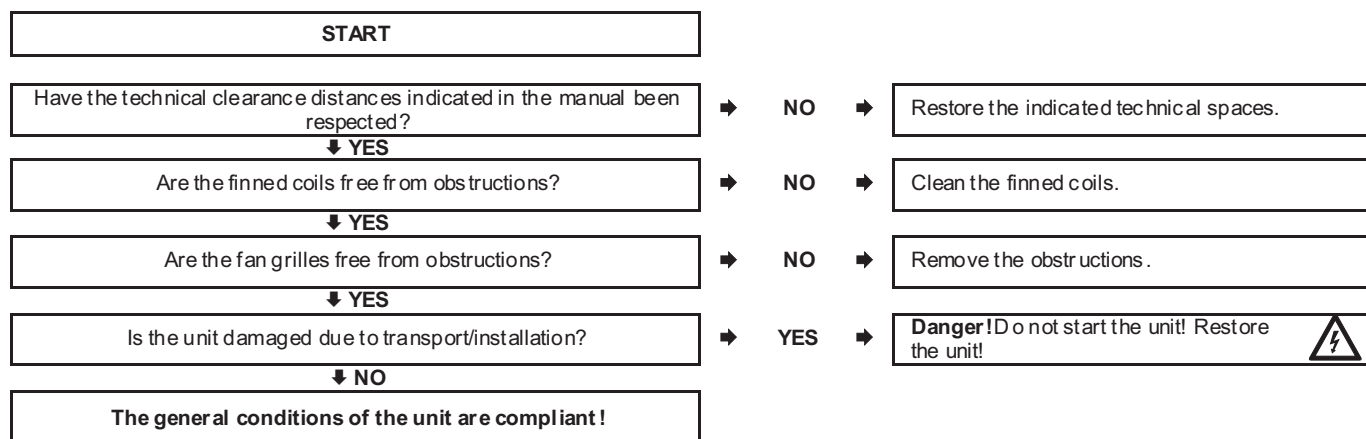 START
Have the technical clearance distances indicated in the manual been
respected?
NO
Restore the indicated technical spaces.
YES
Are the finned coils free from obstructions?
NO
Clean the finned coils.
YES
Are the fan grilles free from obstructions?
NO
Remove the obstructions.
YES
Is the unit damaged due to transport/installation?
YES
Danger! Do not start the unit! Restore
the unit!
NO
The general conditions of the unit are compliant!